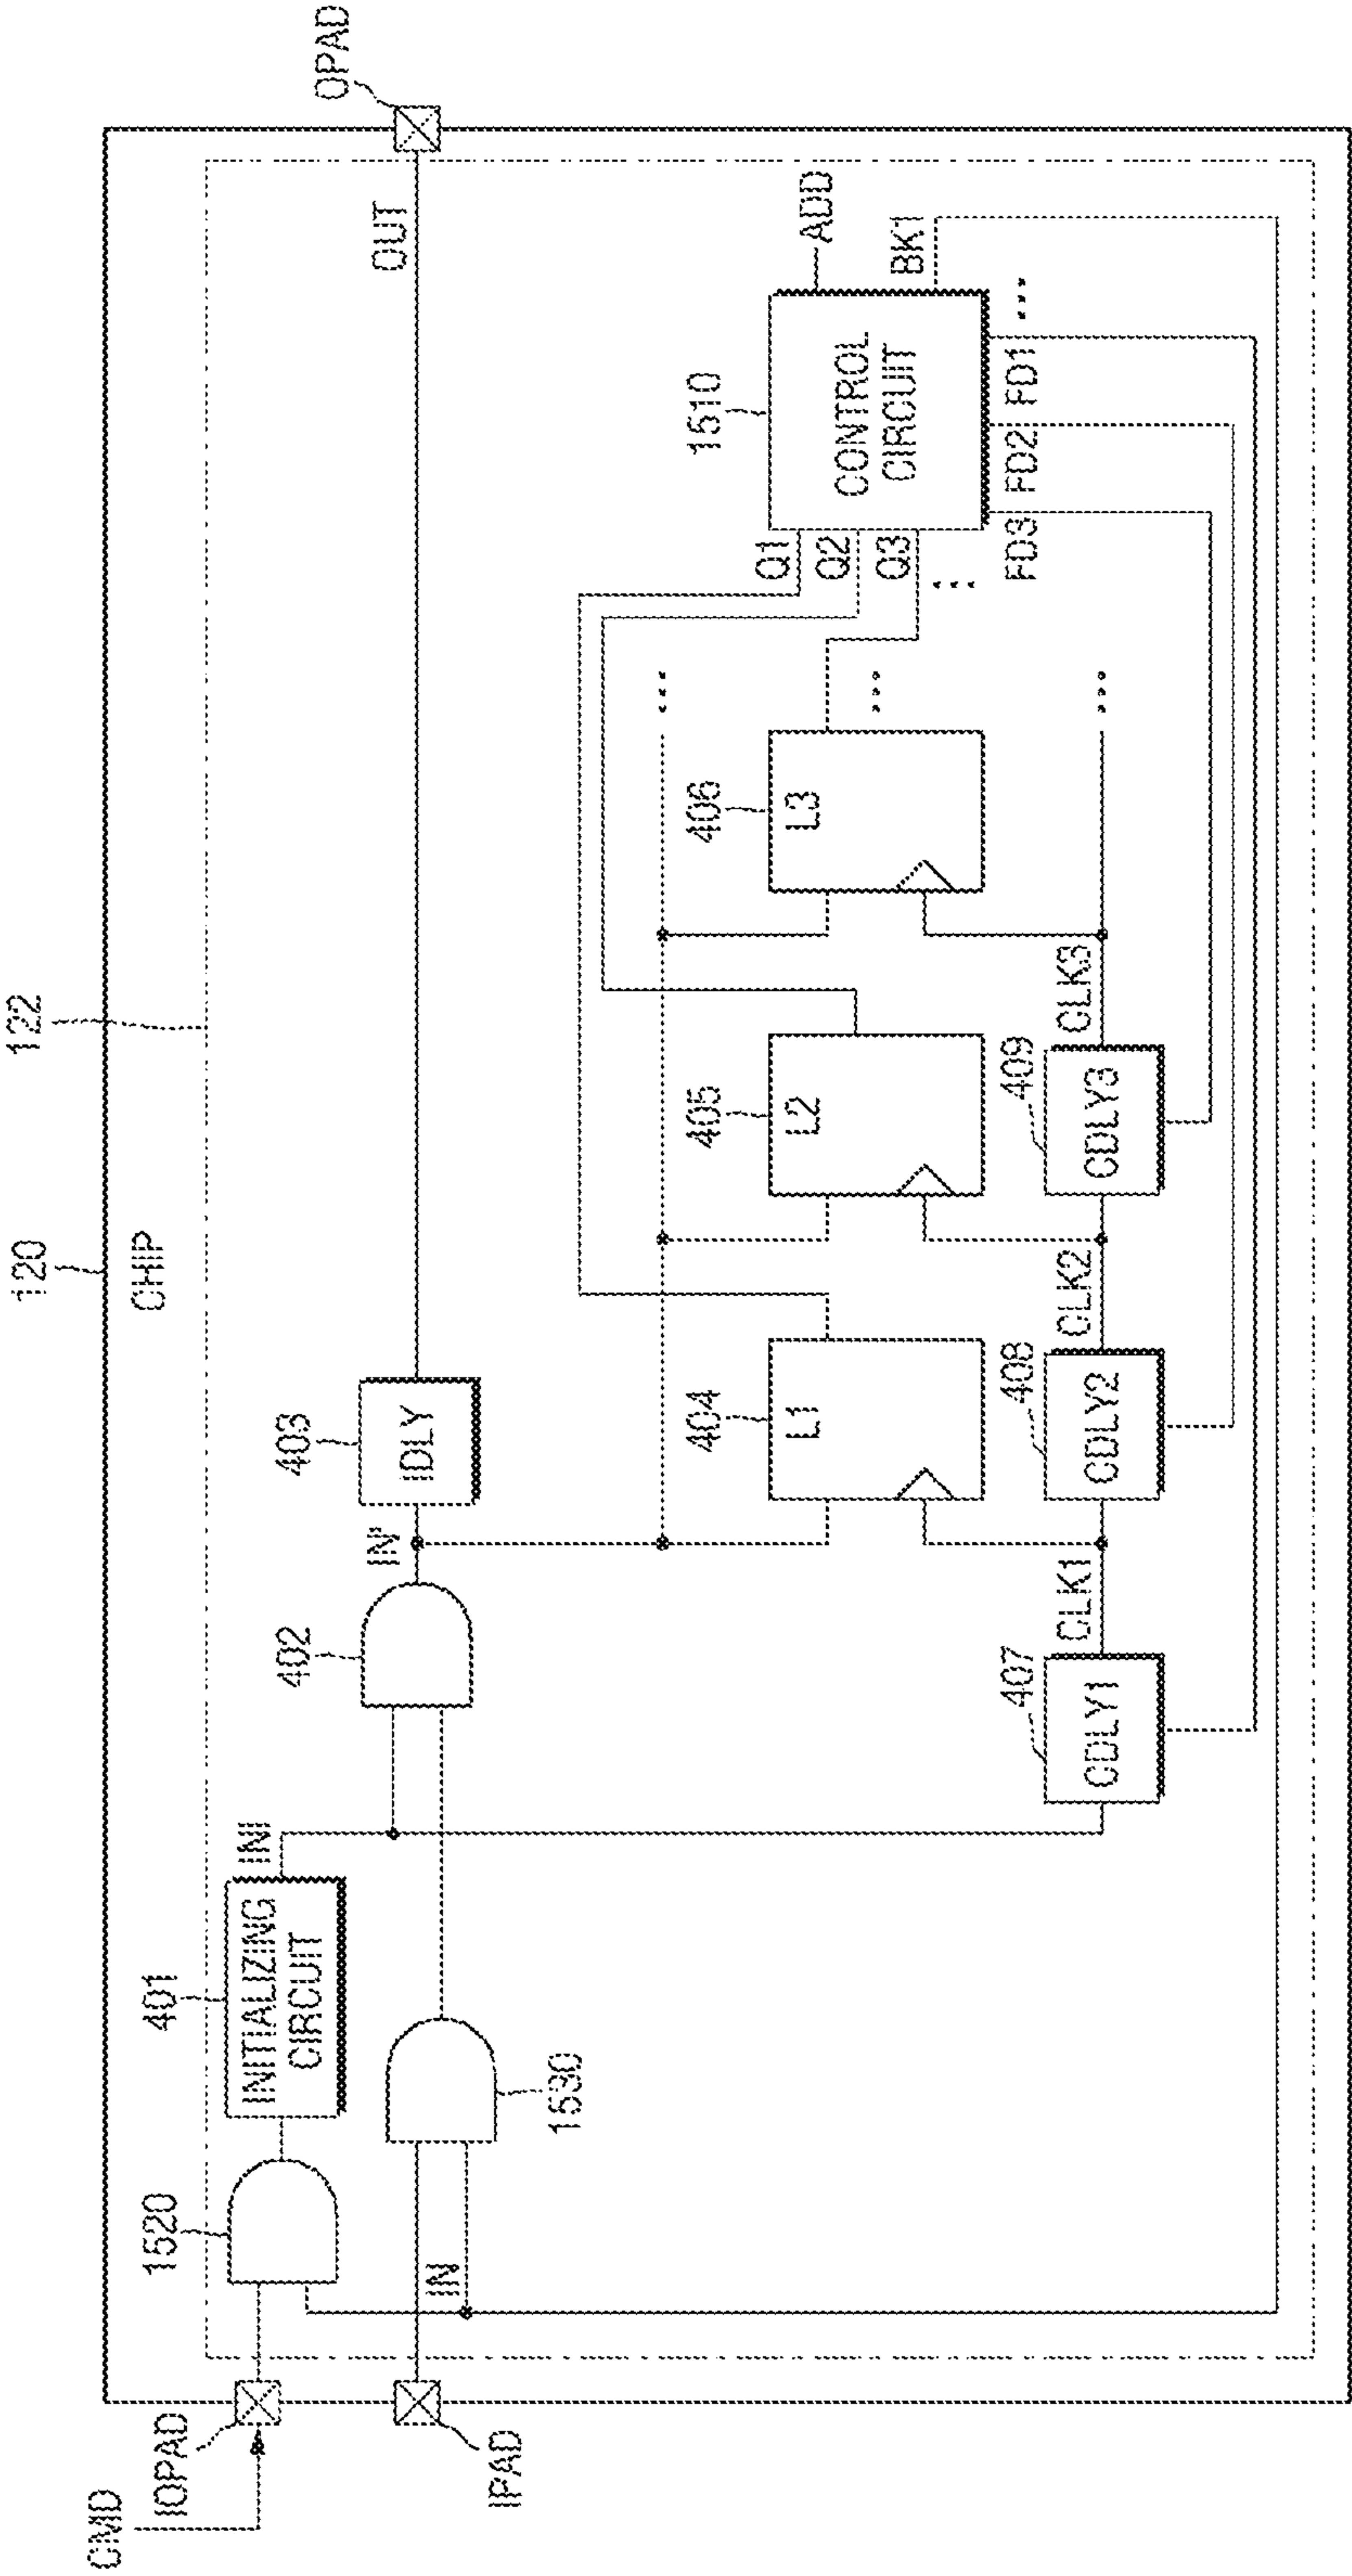 120
122
CHIP
CMD
IOPAD
1520
401
INITIALIZING
CIRCUIT
INI
402
IN'
403
IDLY
OUT
OPAD
IPAD
IN
1530
404
L1
405
L2
406
L3
Q1
Q2
Q3
...
1510
CONTROL
CIRCUIT
ADD
BK1
FD3
FD2
FD1
...
...
...
...
407
CDLY1
CLK1
408
CDLY2
CLK2
409
CDLY3
CLK3